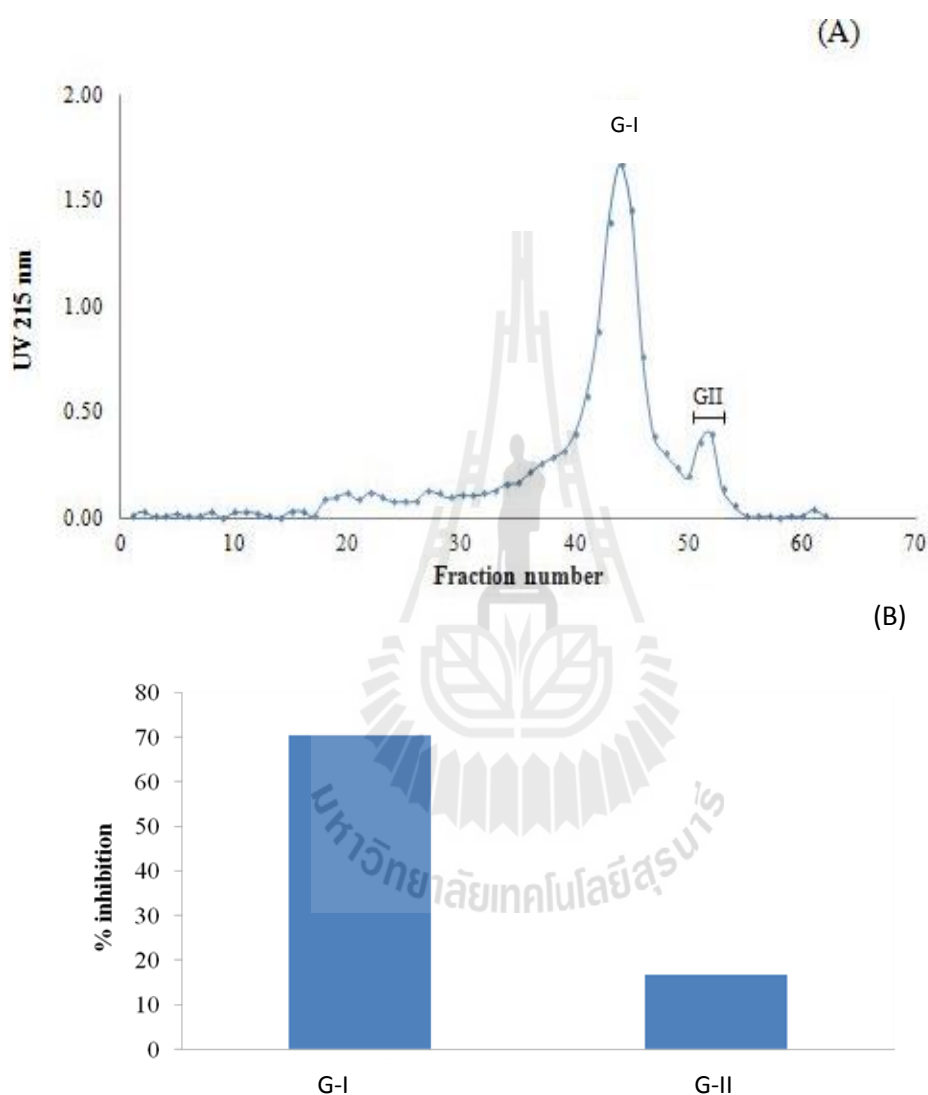 (A)
2.00
G-I
1.50
UV 215 nm
1.00
0.50
GII
0.00
0 10 20 30 40 50 60 70
Fraction number
(B)
80
70
60
50
40
30
20
10
0
% inhibition
G-I G-II
มหาวิทยาลัยเทคโนโลยีสุรนารี